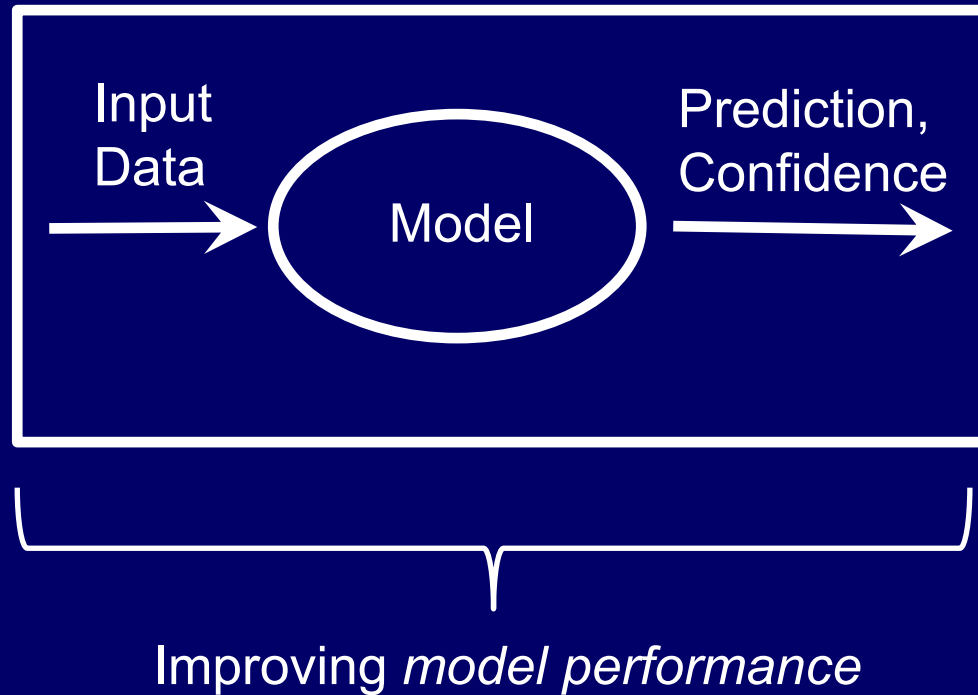 Input
Data
Model
Prediction,
Confidence
Improving model performance